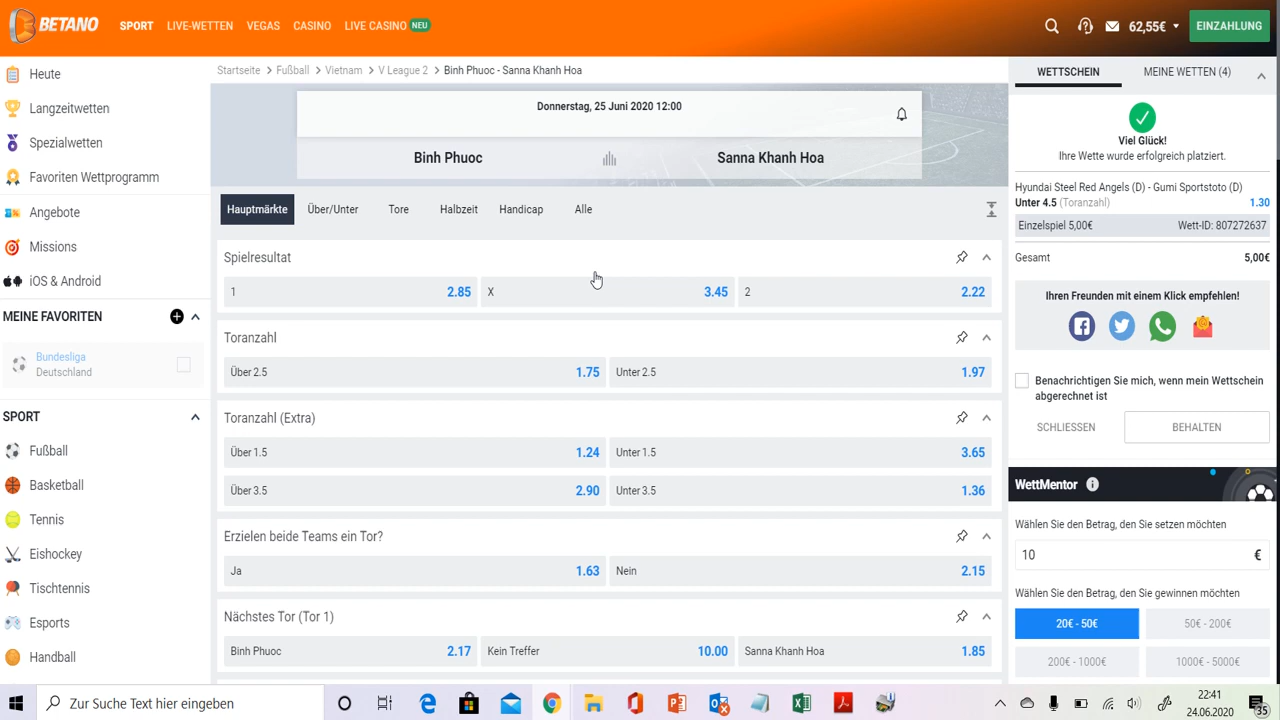 BETANO
SPORT LIVE-WETTEN VEGAS CASINO LIVE CASINO NEU
62,55€ EINZAHLUNG
Heute
Langzeitwetten
Spezialwetten
Favoriten Wettprogramm
Angebote
Missions
iOS & Android
MEINE FAVORITEN
Bundesliga
Deutschland
SPORT
Fußball
Basketball
Tennis
Eishockey
Tischtennis
Esports
Handball
Startseite > Fußball > Vietnam > V League 2 > Binh Phuoc - Sanna Khanh Hoa
Donnerstag, 25 Juni 2020 12:00
Binh Phuoc Sanna Khanh Hoa
Hauptmärkte Über/Unter Tore Halbzeit Handicap Alle
Spielresultat
1 2.85 X 3.45 2 2.22
Toranzahl
Über 2.5 1.75 Unter 2.5 1.97
Toranzahl (Extra)
Über 1.5 1.24 Unter 1.5 3.65
Über 3.5 2.90 Unter 3.5 1.36
Erzielen beide Teams ein Tor?
Ja 1.63 Nein 2.15
Nächstes Tor (Tor 1)
Binh Phuoc 2.17 Kein Treffer 10.00 Sanna Khanh Hoa 1.85
WETTSCHEIN MEINE WETTEN (4)
Viel Glück!
Ihre Wette wurde erfolgreich platziert.
Hyundai Steel Red Angels (D) - Gumi Sportstoto (D)
Unter 4.5 (Toranzahl) 1.30
Einzelspiel 5,00€ Wett-ID: 807272637
Gesamt 5,00€
Ihren Freunden mit einem Klick empfehlen!
Benachrichtigen Sie mich, wenn mein Wettschein
abgerechnet ist
SCHLIESSEN BEHALTEN
WettMentor
Wählen Sie den Betrag, den Sie setzen möchten
10 €
Wählen Sie den Betrag, den Sie gewinnen möchten
20€ - 50€ 50€ - 200€
200€ - 1000€ 1000€ - 5000€
Zur Suche Text hier eingeben
22:41
24.06.2020
35